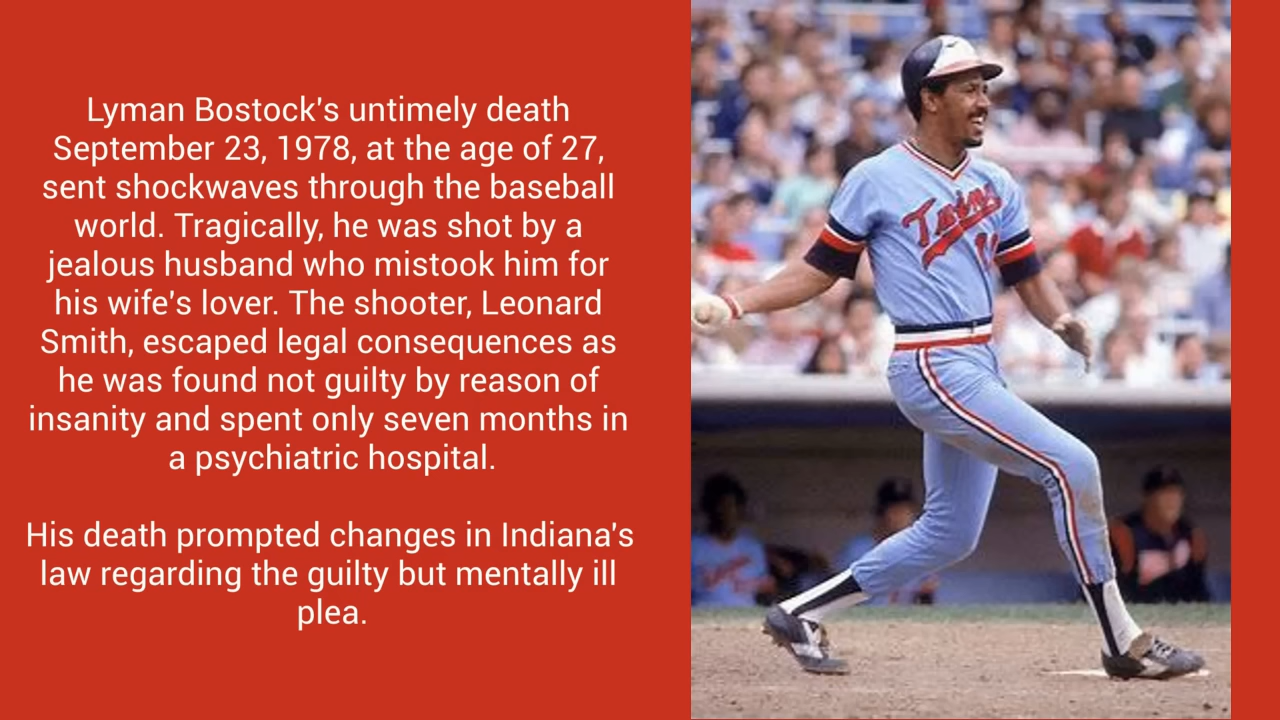 Lyman Bostock's untimely death
September 23, 1978, at the age of 27,
sent shockwaves through the baseball
world. Tragically, he was shot by a
jealous husband who mistook him for
his wife's lover. The shooter, Leonard
Smith, escaped legal consequences as
he was found not guilty by reason of
insanity and spent only seven months in
a psychiatric hospital.
His death prompted changes in Indiana's
law regarding the guilty but mentally ill
plea.
Twins